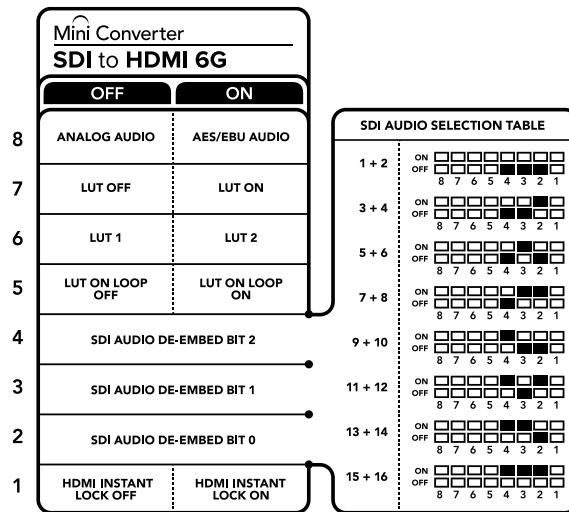 Mini Converter
SDI to HDMI 6G
OFF ON
8 ANALOG AUDIO AES/EBU AUDIO
7 LUT OFF LUT ON
6 LUT 1 LUT 2
5 LUT ON LOOP OFF LUT ON LOOP ON
4 SDI AUDIO DE-EMBED BIT 2
3 SDI AUDIO DE-EMBED BIT 1
2 SDI AUDIO DE-EMBED BIT 0
1 HDMI INSTANT LOCK OFF HDMI INSTANT LOCK ON
SDI AUDIO SELECTION TABLE
1 + 2 ON
OFF
8 7 6 5 4 3 2 1
3 + 4 ON
OFF
8 7 6 5 4 3 2 1
5 + 6 ON
OFF
8 7 6 5 4 3 2 1
7 + 8 ON
OFF
8 7 6 5 4 3 2 1
9 + 10 ON
OFF
8 7 6 5 4 3 2 1
11 + 12 ON
OFF
8 7 6 5 4 3 2 1
13 + 14 ON
OFF
8 7 6 5 4 3 2 1
15 + 16 ON
OFF
8 7 6 5 4 3 2 1